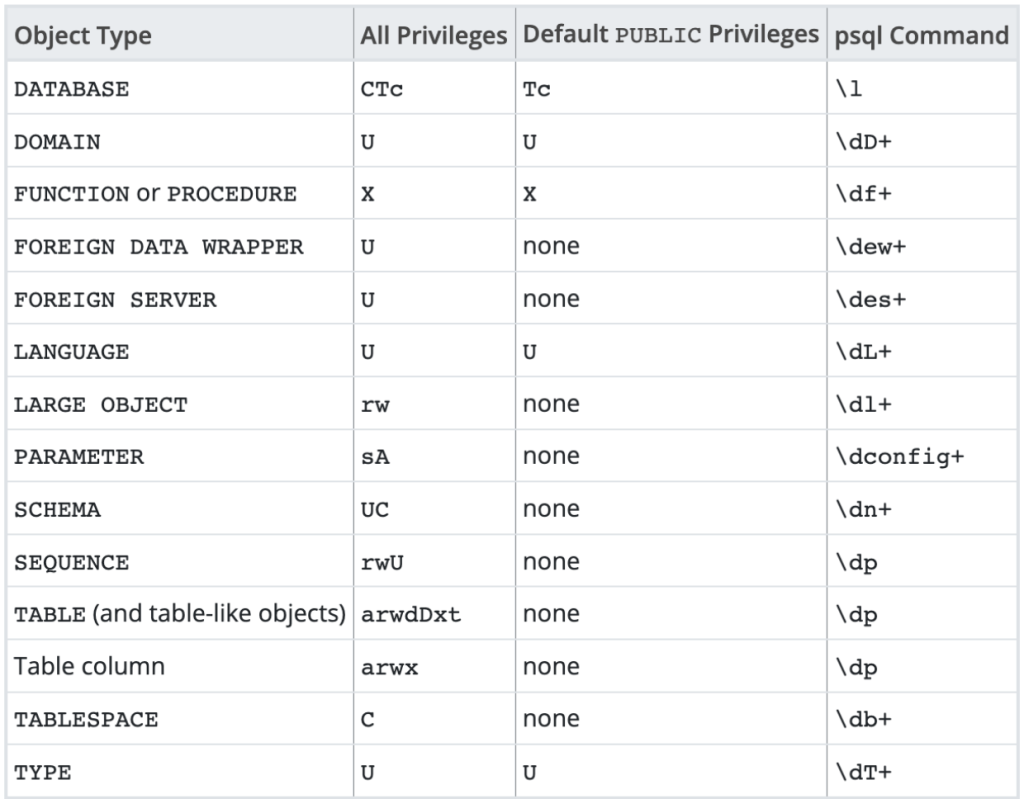 Object Type All Privileges Default PUBLIC Privileges psql Command
DATABASE CTc Tc \l
DOMAIN U U \dD+
FUNCTION or PROCEDURE X X \df+
FOREIGN DATA WRAPPER U none \dew+
FOREIGN SERVER U none \des+
LANGUAGE U U \dL+
LARGE OBJECT rw none \dl+
PARAMETER sA none \dconfig+
SCHEMA UC none \dn+
SEQUENCE rwU none \dp
TABLE (and table-like objects) arwdDxt none \dp
Table column arwx none \dp
TABLESPACE C none \db+
TYPE U U \dT+